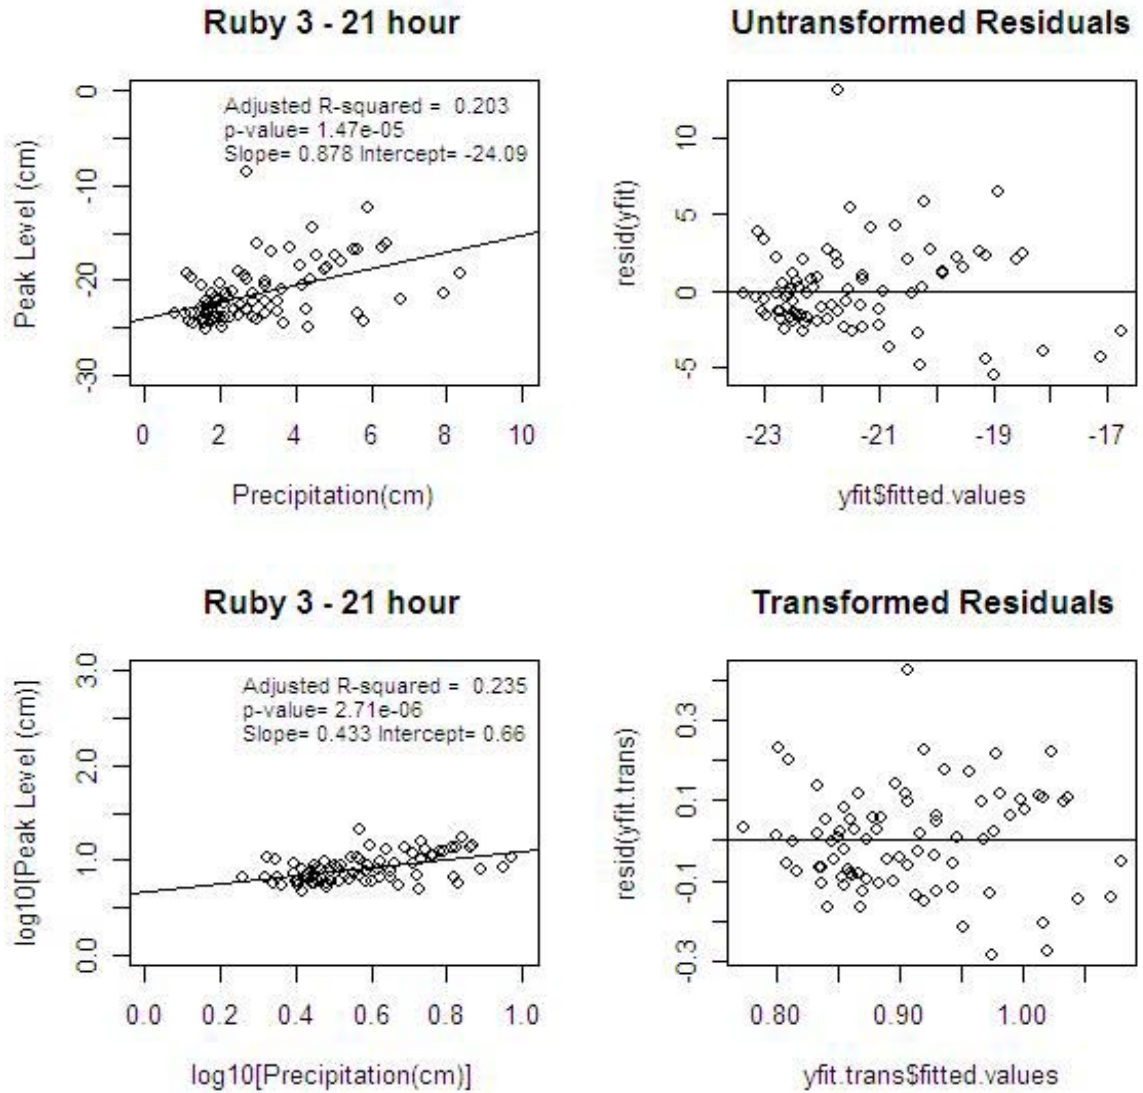 Ruby 3 - 21 hour
Peak Level (cm)
0
-10
-20
-30
Adjusted R-squared = 0.203
p-value= 1.47e-05
Slope= 0.878 Intercept= -24.09
0 2 4 6 8 10
Precipitation(cm)
Untransformed Residuals
resid(yfit)
10
5
0
-5
-23 -21 -19 -17
yfit$fitted.values
Ruby 3 - 21 hour
log10[Peak Level (cm)]
3.0
2.0
1.0
0.0
Adjusted R-squared = 0.235
p-value= 2.71e-06
Slope= 0.433 Intercept= 0.66
0.0 0.2 0.4 0.6 0.8 1.0
log10[Precipitation(cm)]
Transformed Residuals
resid(yfit.trans)
0.3
0.1
-0.1
-0.3
0.80 0.90 1.00
yfit.trans$fitted.values